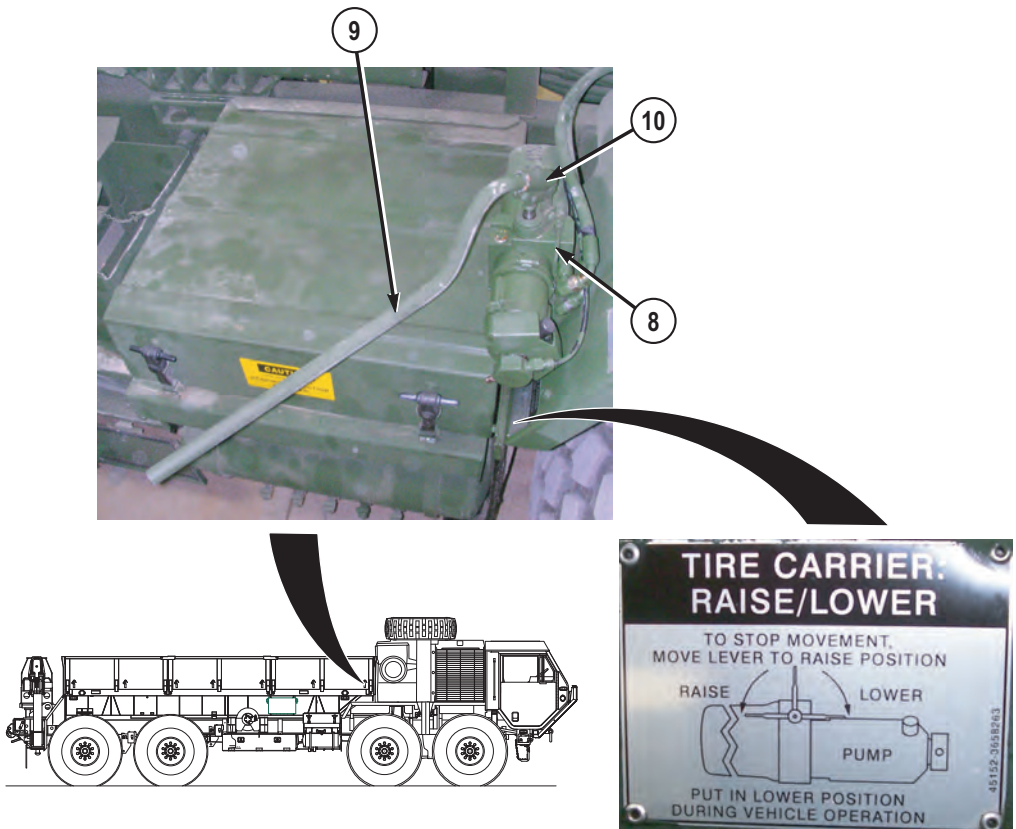 9
10
8
CAUTION
TIRE CARRIER:
RAISE/LOWER
TO STOP MOVEMENT,
MOVE LEVER TO RAISE POSITION
RAISE
LOWER
PUMP
45152-3658263
PUT IN LOWER POSITION
DURING VEHICLE OPERATION